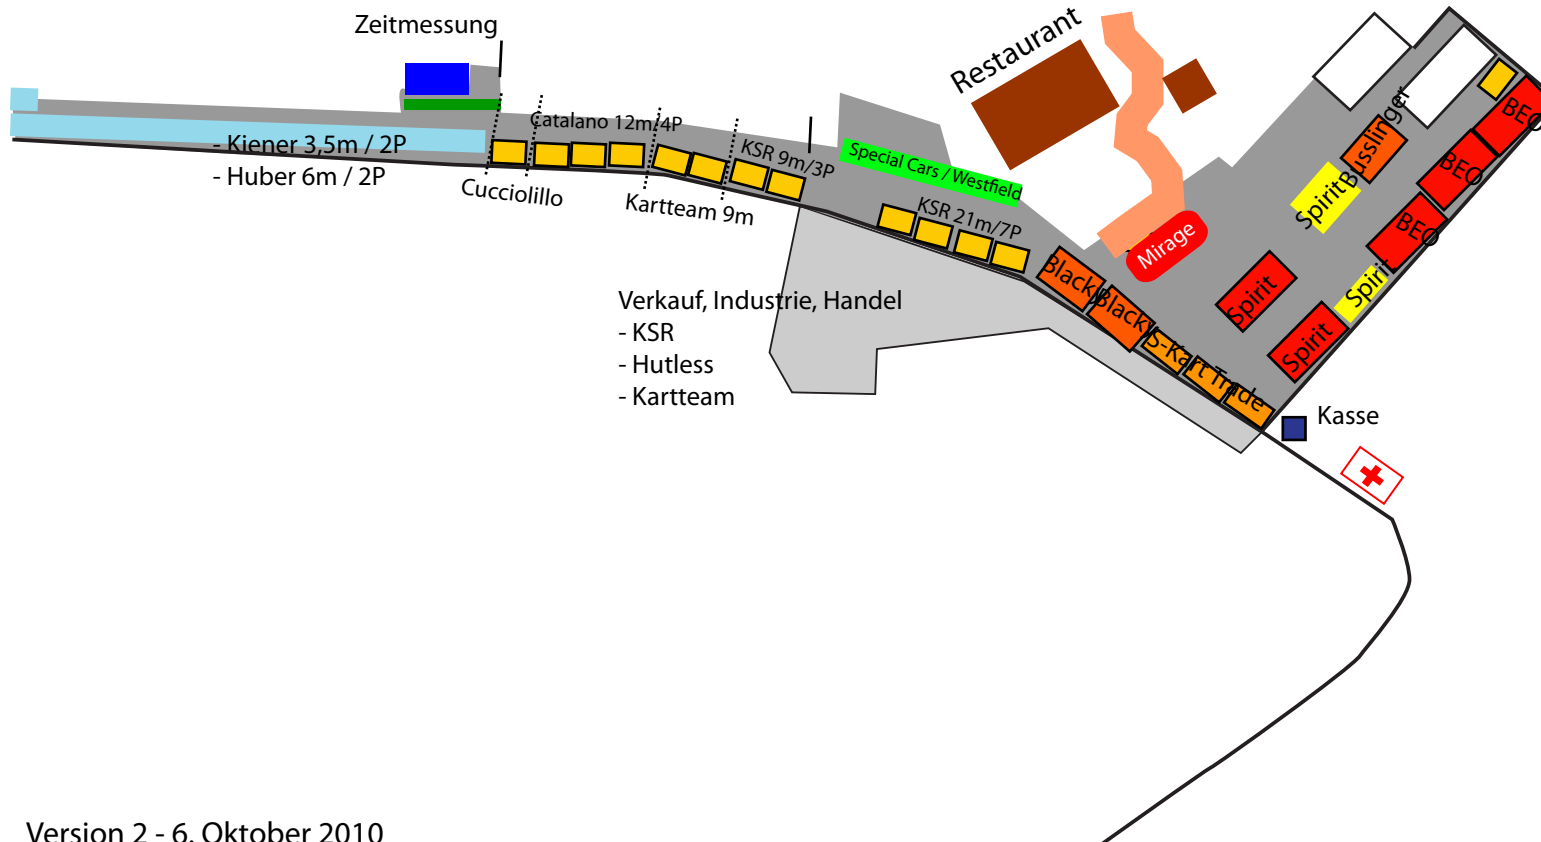 Zeitmessung
Restaurant
Catalano 12m/4P
- Kiener 3,5m / 2P
- Huber 6m / 2P
Cucciolillo
KSR 9m/3P
Kartteam 9m
Special Cars / Westfield
KSR 21m/7P
Mirage
Busslinger
BEO
BEO
BEO
Spirit
Spirit
Spirit
Spirit
Black
Black
S-Kart Trade
Verkauf, Industrie, Handel
- KSR
- Hutless
- Kartteam
Kasse
Version 2 - 6. Oktober 2010